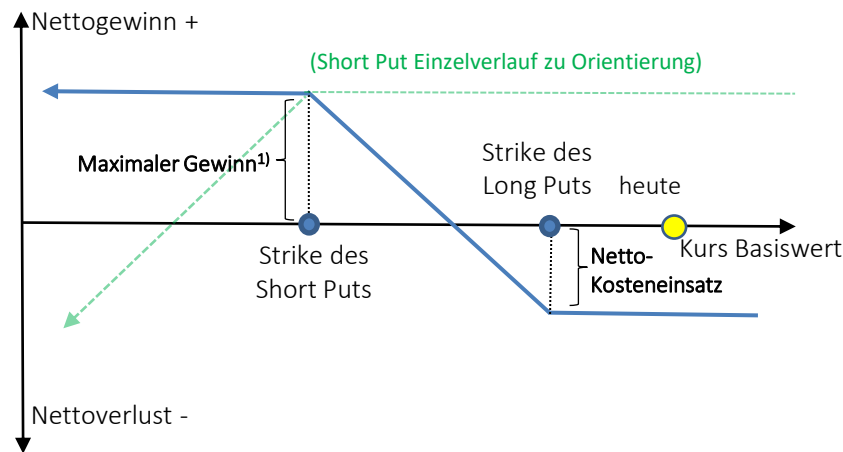 Nettogewinn +
(Short Put Einzelverlauf zu Orientierung)
Maximaler Gewinn¹⁾
Strike des
Long Puts
heute
Strike des
Short Puts
Kurs Basiswert
Netto-
Kosteneinsatz
Nettoverlust -